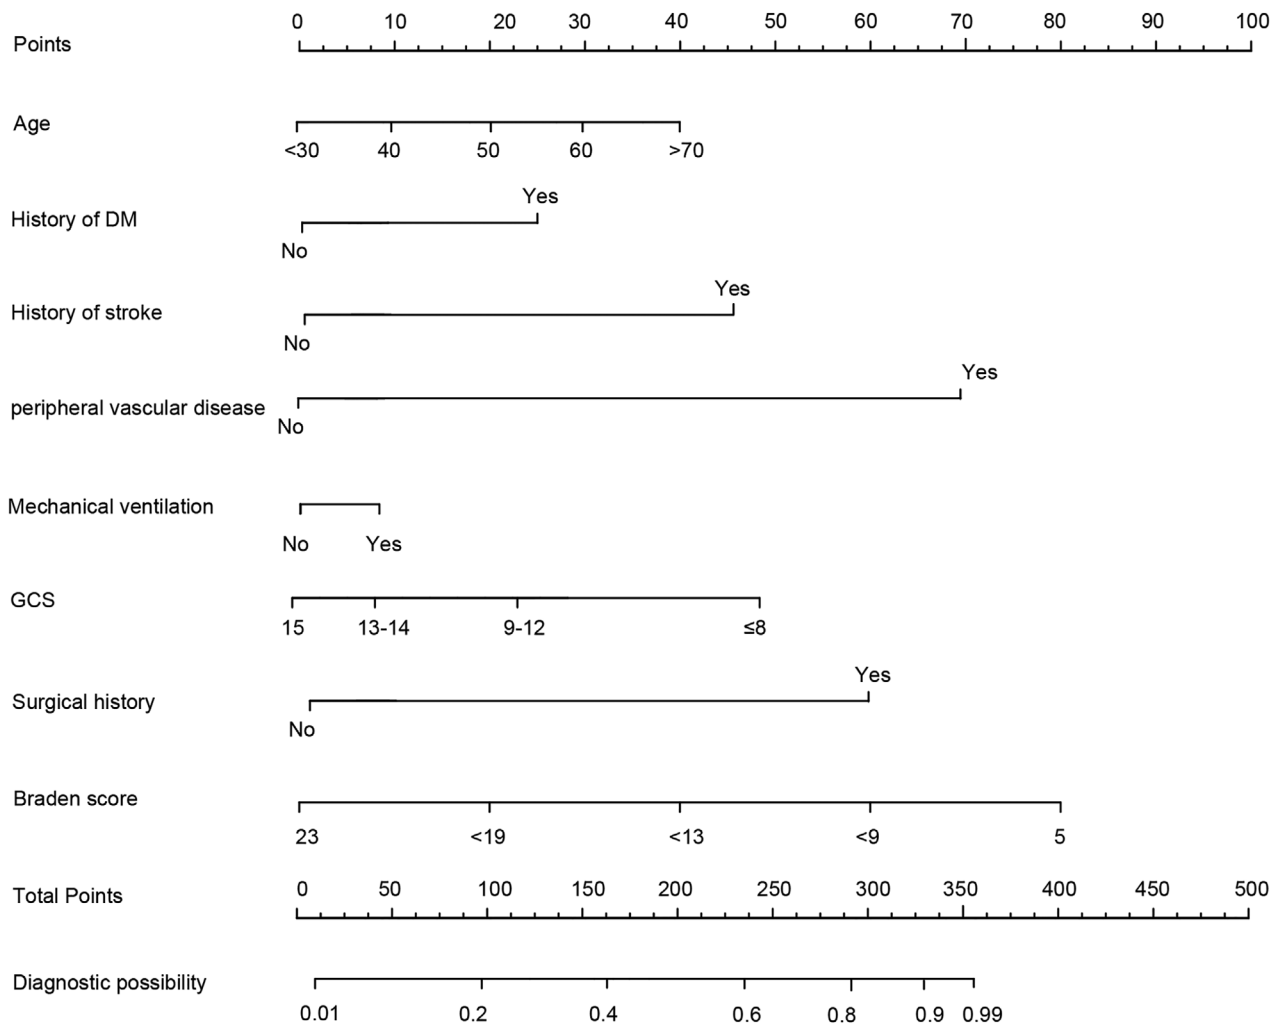 0 10 20 30 40 50 60 70 80 90 100
Points
Age
<30 40 50 60 >70
Yes
History of DM
No
Yes
History of stroke
No
Yes
peripheral vascular disease
No
Mechanical ventilation
No Yes
GCS
15 13-14 9-12 ≤8
Yes
Surgical history
No
Braden score
23 <19 <13 <9 5
0 50 100 150 200 250 300 350 400 450 500
Total Points
Diagnostic possibility
0.01 0.2 0.4 0.6 0.8 0.9 0.99